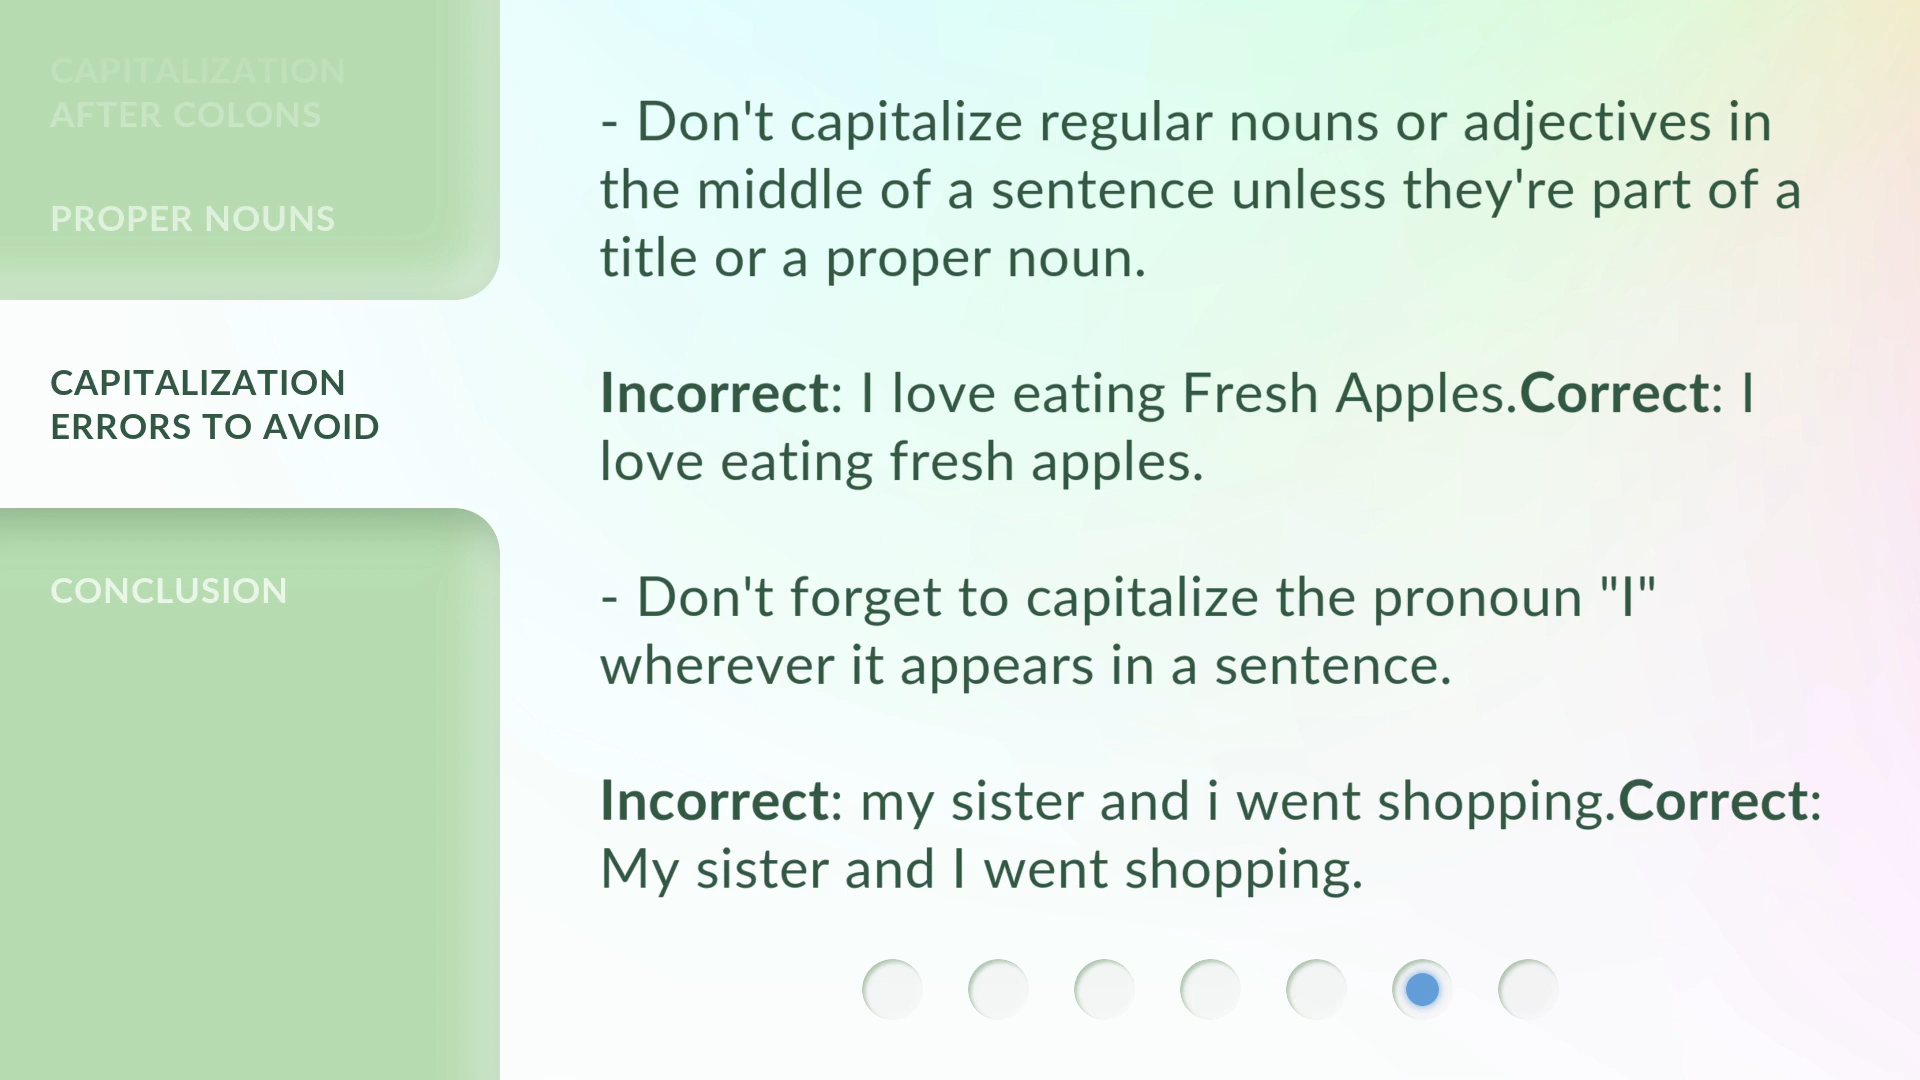 CAPITALIZATION
AFTER COLONS
PROPER NOUNS
CAPITALIZATION
ERRORS TO AVOID
CONCLUSION
- Don't capitalize regular nouns or adjectives in
the middle of a sentence unless they're part of a
title or a proper noun.
Incorrect: I love eating Fresh Apples.Correct: I
love eating fresh apples.
- Don't forget to capitalize the pronoun "I"
wherever it appears in a sentence.
Incorrect: my sister and i went shopping.Correct:
My sister and I went shopping.